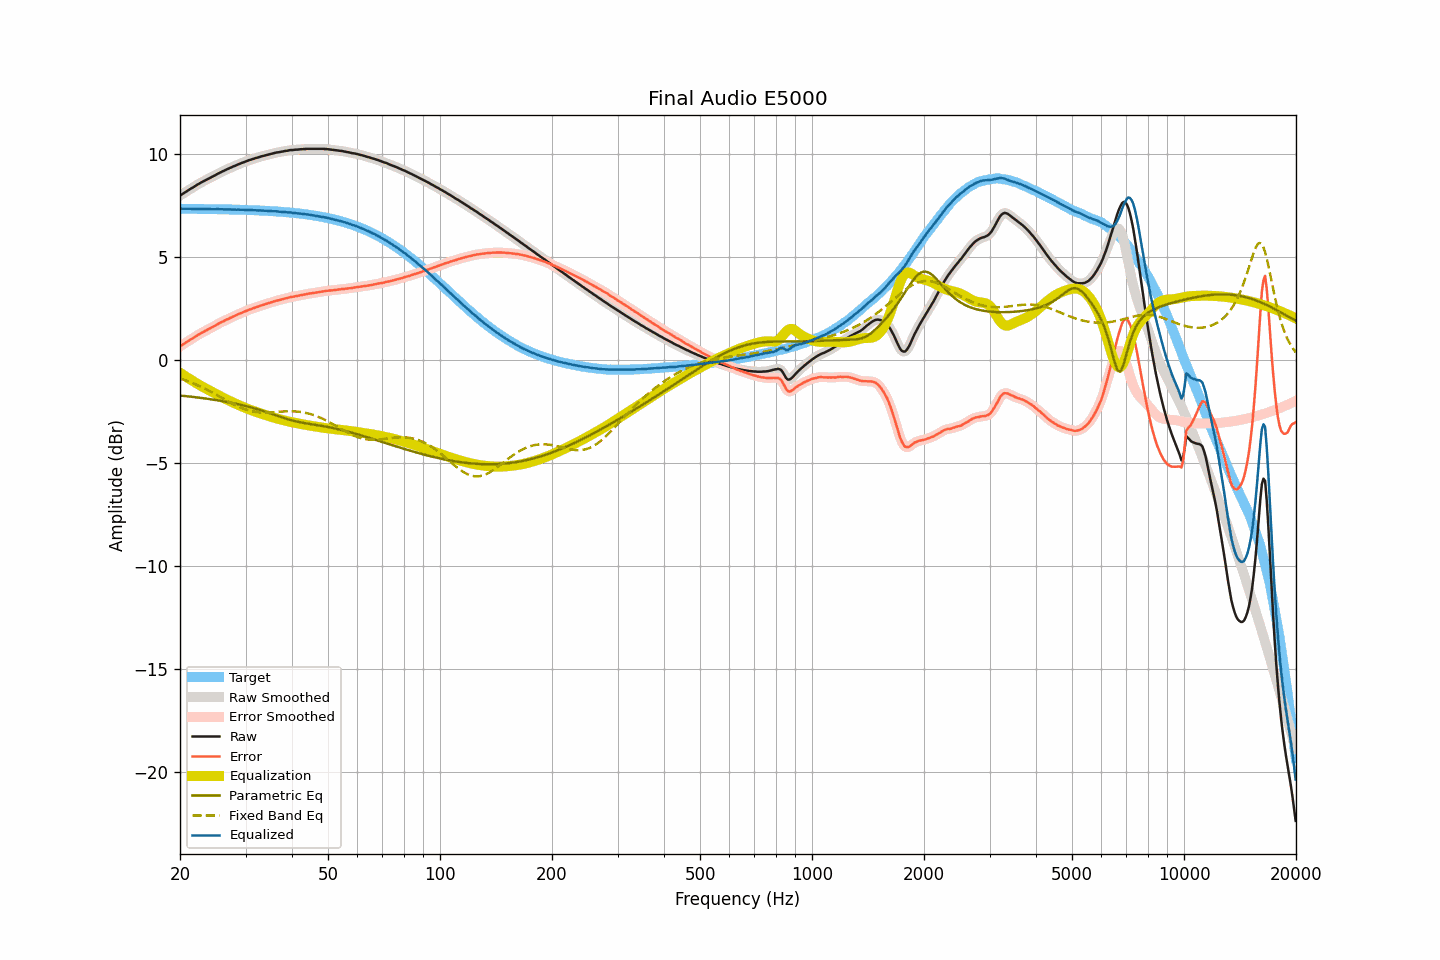 Final Audio E5000
Amplitude (dBr)
10
5
0
−5
−10
−15
−20
Target
Raw Smoothed
Error Smoothed
Raw
Error
Equalization
Parametric Eq
Fixed Band Eq
Equalized
20 50 100 200 500 1000 2000 5000 10000 20000
Frequency (Hz)